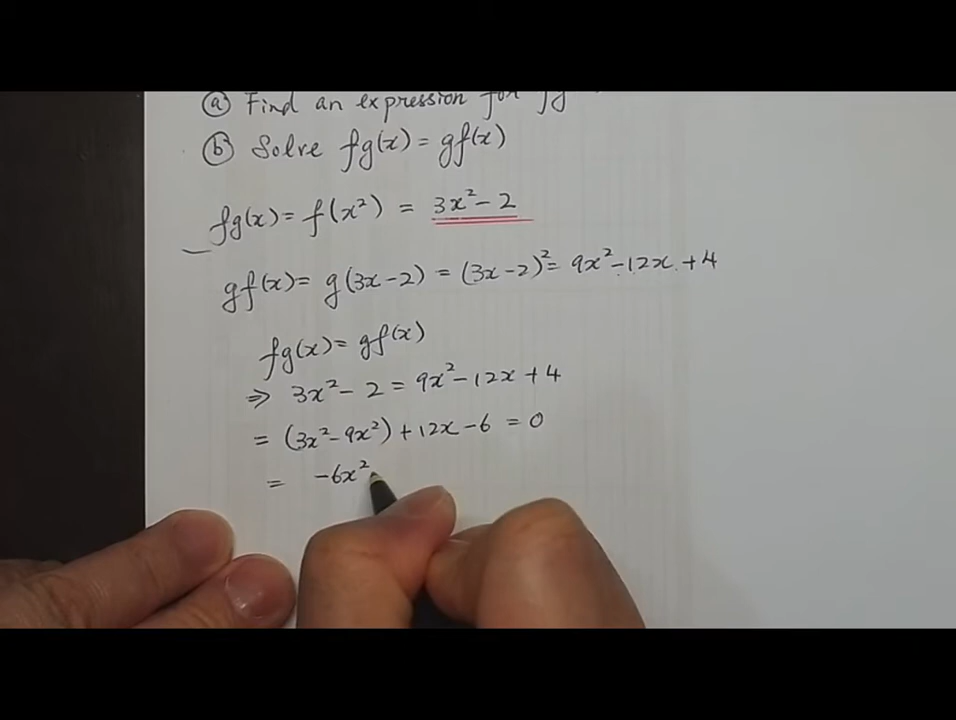 ⓐ Find an expression for fg
ⓑ Solve fg(x) = gf(x)
fg(x) = f(x²) = 3x² - 2
gf(x) = g(3x - 2) = (3x - 2)² = 9x² - 12x + 4
fg(x) = gf(x)
⇒ 3x² - 2 = 9x² - 12x + 4
= (3x² - 9x²) + 12x - 6 = 0
= -6x²